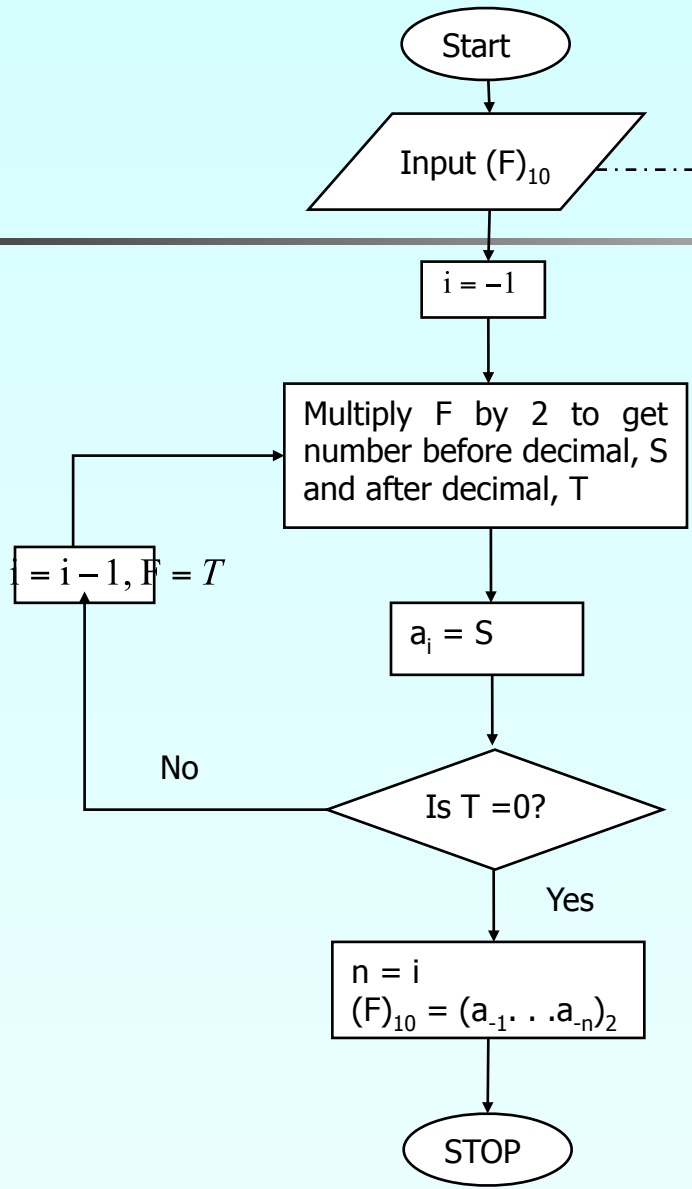 Start
Input (F)₁₀
i = −1
Multiply F by 2 to get
number before decimal, S
and after decimal, T
i = i − 1, F = T
aᵢ = S
No
Is T =0?
Yes
n = i
(F)₁₀ = (a₋₁. . .a₋ₙ)₂
STOP